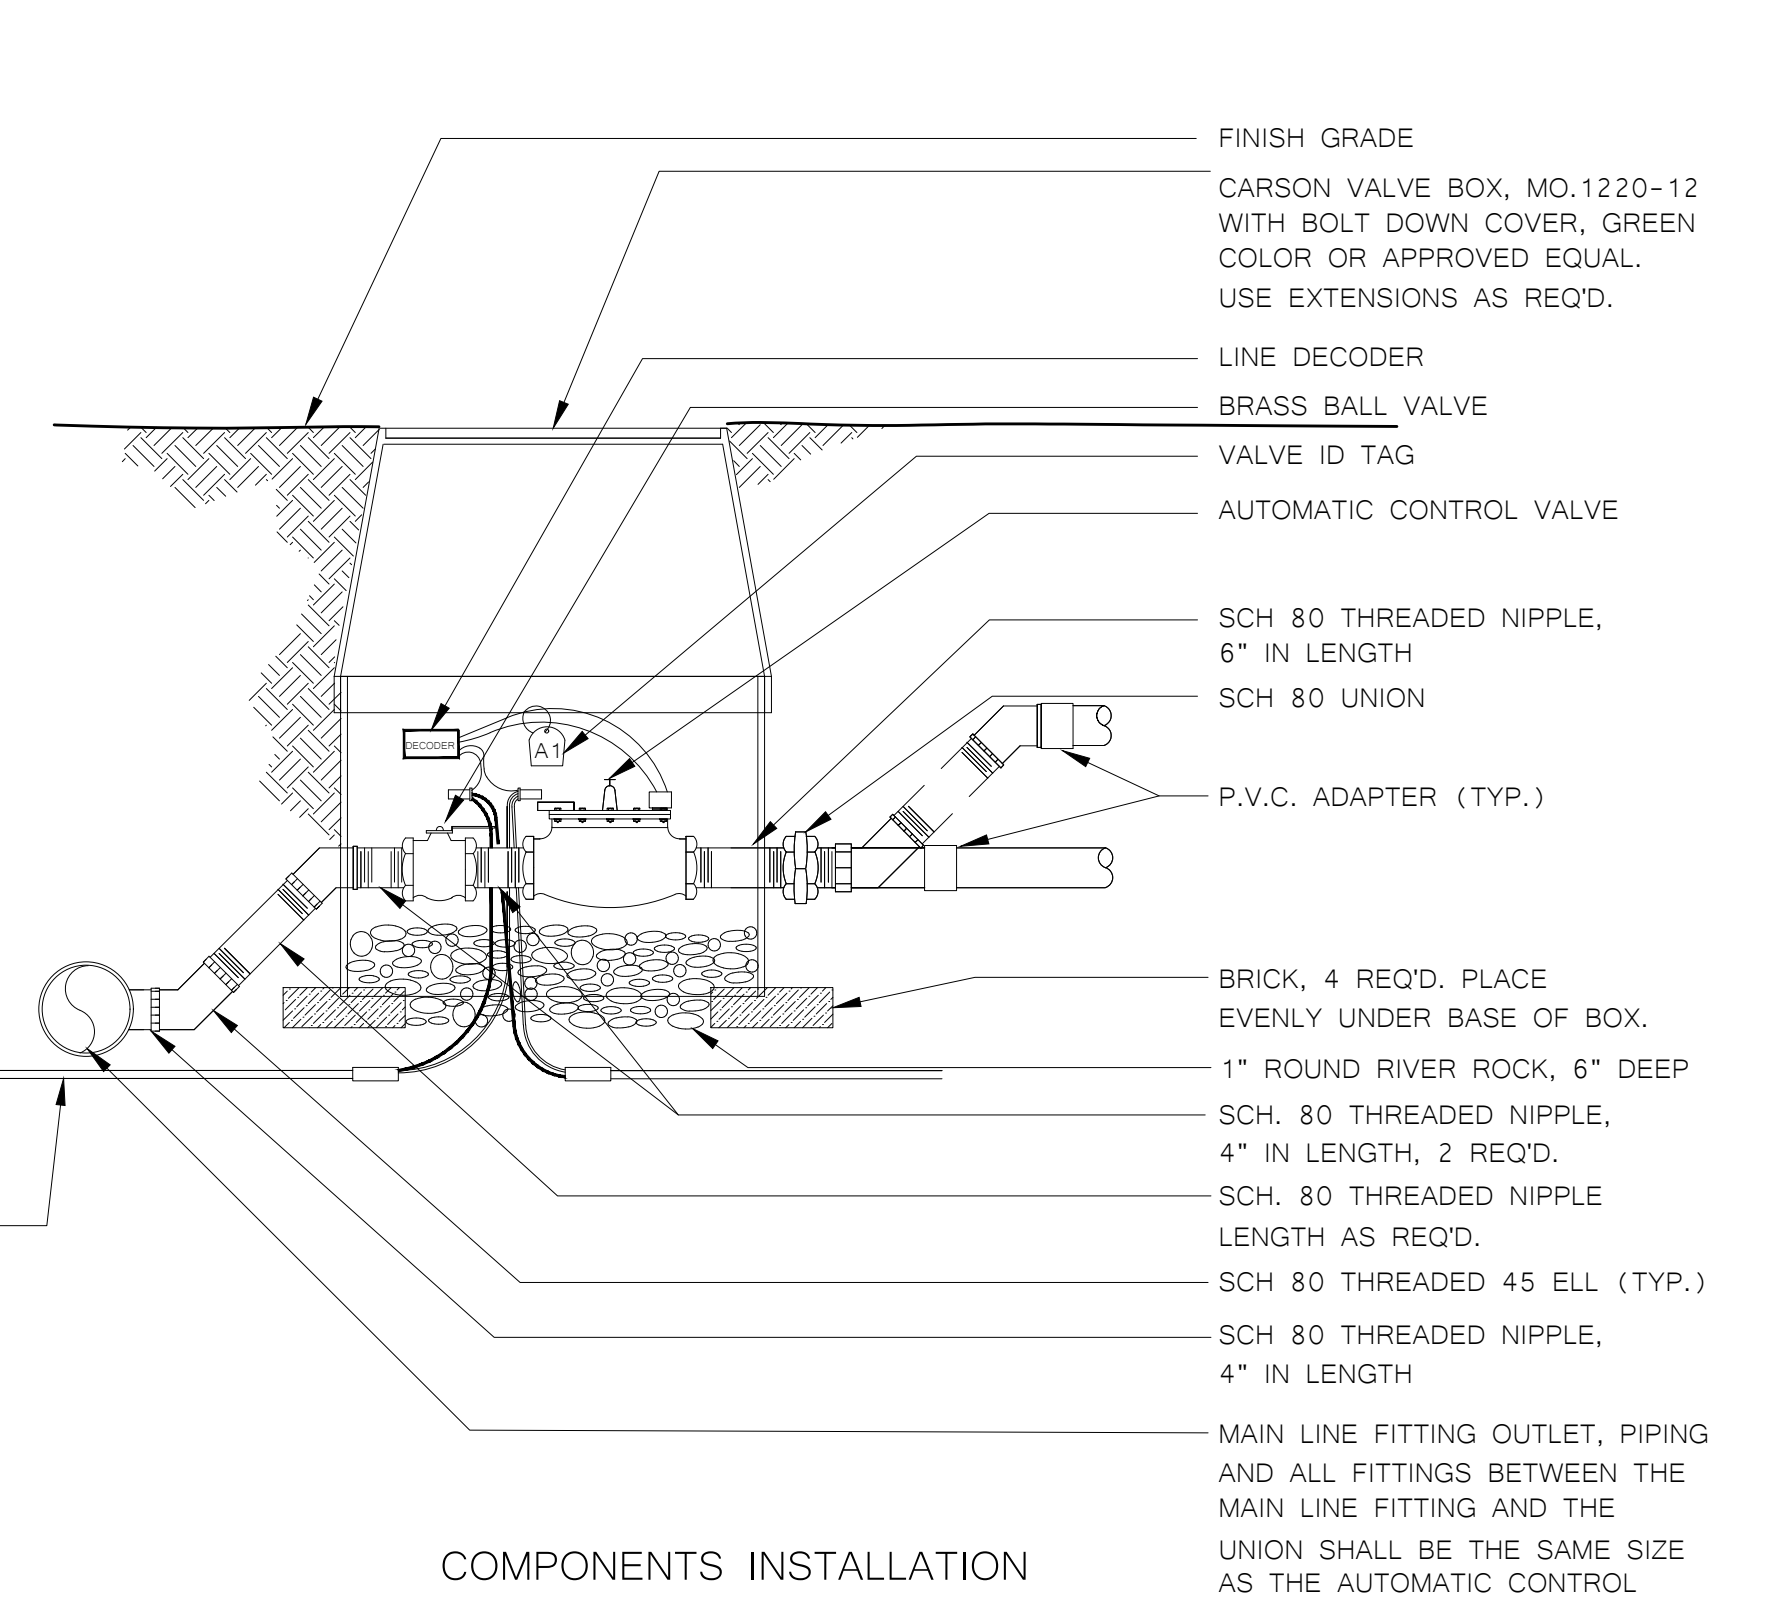 FINISH GRADE
CARSON VALVE BOX, MO.1220-12
WITH BOLT DOWN COVER, GREEN
COLOR OR APPROVED EQUAL.
USE EXTENSIONS AS REQ'D.
LINE DECODER
BRASS BALL VALVE
VALVE ID TAG
AUTOMATIC CONTROL VALVE
SCH 80 THREADED NIPPLE,
6" IN LENGTH
SCH 80 UNION
DECODER
A1
P.V.C. ADAPTER (TYP.)
BRICK, 4 REQ'D. PLACE
EVENLY UNDER BASE OF BOX.
1" ROUND RIVER ROCK, 6" DEEP
SCH. 80 THREADED NIPPLE,
4" IN LENGTH, 2 REQ'D.
SCH. 80 THREADED NIPPLE
LENGTH AS REQ'D.
SCH 80 THREADED 45 ELL (TYP.)
SCH 80 THREADED NIPPLE,
4" IN LENGTH
MAIN LINE FITTING OUTLET, PIPING
AND ALL FITTINGS BETWEEN THE
MAIN LINE FITTING AND THE
UNION SHALL BE THE SAME SIZE
AS THE AUTOMATIC CONTROL
COMPONENTS INSTALLATION